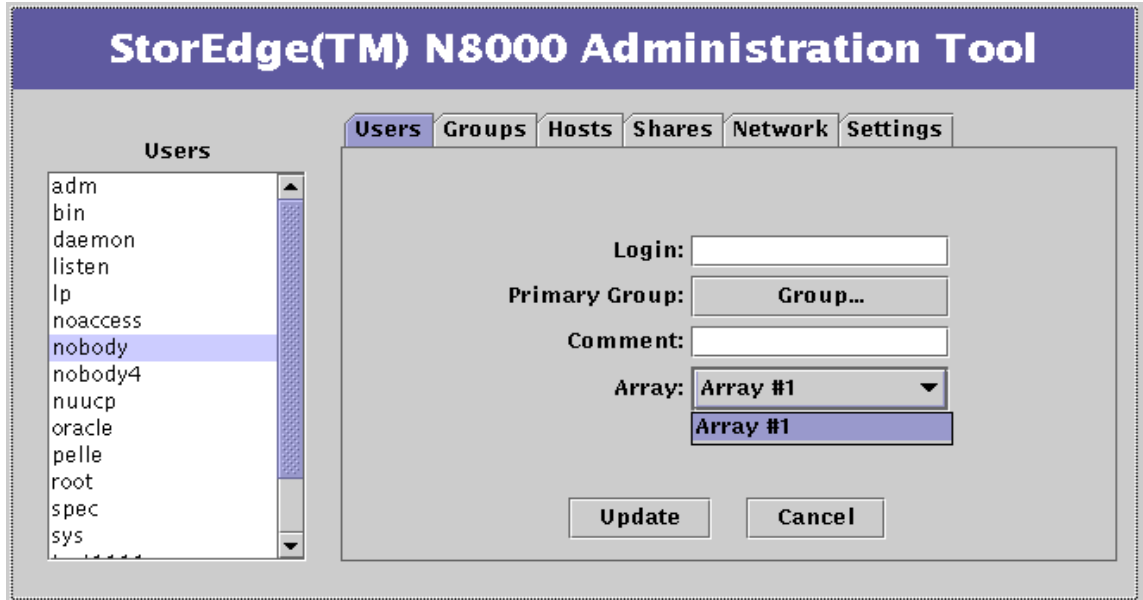 StorEdge(TM) N8000 Administration Tool
Users Groups Hosts Shares Network Settings
Users
adm
bin
daemon
listen
lp
noaccess
nobody
nobody4
nuucp
oracle
pelle
root
spec
sys
Login:
Primary Group: Group...
Comment:
Array: Array #1
Array #1
Update Cancel